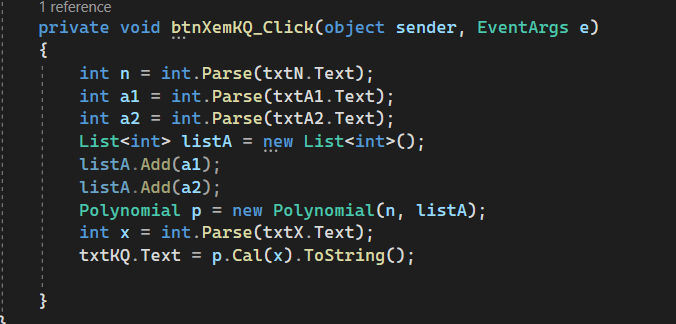 1 reference
private void btnXemKQ_Click(object sender, EventArgs e)
{
int n = int.Parse(txtN.Text);
int a1 = int.Parse(txtA1.Text);
int a2 = int.Parse(txtA2.Text);
List<int> listA = new List<int>();
listA.Add(a1);
listA.Add(a2);
Polynomial p = new Polynomial(n, listA);
int x = int.Parse(txtX.Text);
txtKQ.Text = p.Cal(x).ToString();
}
}